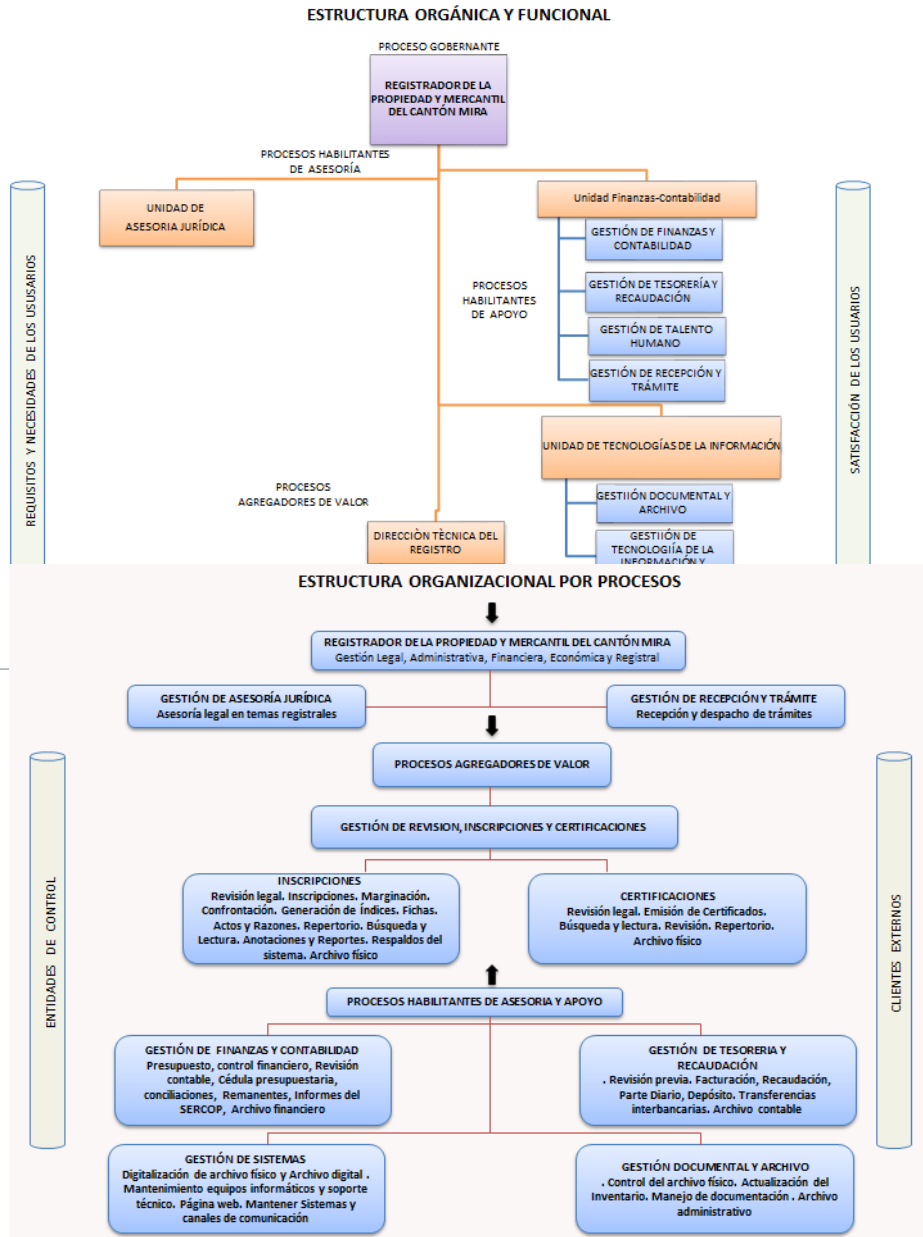 ESTRUCTURA ORGÁNICA Y FUNCIONAL
PROCESO GOBERNANTE
REGISTRADOR DE LA
PROPIEDAD Y MERCANTIL
DEL CANTÓN MIRA
PROCESOS HABILITANTES
DE ASESORÍA
UNIDAD DE
ASESORIA JURÍDICA
Unidad Finanzas-Contabilidad
GESTIÓN DE FINANZAS Y
CONTABILIDAD
PROCESOS
HABILITANTES
DE APOYO
GESTIÓN DE TESORERÍA Y
RECAUDACIÓN
GESTIÓN DE TALENTO
HUMANO
GESTIÓN DE RECEPCIÓN Y
TRÁMITE
REQUISITOS Y NECESIDADES DE LOS USUSARIOS
SATISFACCIÓN DE LOS USUARIOS
UNIDAD DE TECNOLOGÍAS DE LA INFORMACIÓN
PROCESOS
AGREGADORES DE VALOR
GESTIIÓN DOCUMENTAL Y
ARCHIVO
DIRECCIÒN TÈCNICA DEL
REGISTRO
GESTIIÓN DE
TECNOLOGIÍA DE LA
INFORMACIÓN Y
ESTRUCTURA ORGANIZACIONAL POR PROCESOS
REGISTRADOR DE LA PROPIEDAD Y MERCANTIL DEL CANTÓN MIRA
Gestión Legal, Administrativa, Financiera, Económica y Registral
GESTIÓN DE ASESORÍA JURÍDICA
Asesoría legal en temas registrales
GESTIÓN DE RECEPCIÓN Y TRÁMITE
Recepción y despacho de trámites
PROCESOS AGREGADORES DE VALOR
GESTIÓN DE REVISION, INSCRIPCIONES Y CERTIFICACIONES
INSCRIPCIONES
Revisión legal. Inscripciones. Marginación.
Confrontación. Generación de Índices. Fichas.
Actos y Razones. Repertorio. Búsqueda y
Lectura. Anotaciones y Reportes. Respaldos del
sistema. Archivo físico
CERTIFICACIONES
Revisión legal. Emisión de Certificados.
Búsqueda y lectura. Revisión. Repertorio.
Archivo físico
ENTIDADES DE CONTROL
CLIENTES EXTERNOS
PROCESOS HABILITANTES DE ASESORIA Y APOYO
GESTIÓN DE FINANZAS Y CONTABILIDAD
Presupuesto, control financiero, Revisión
contable, Cédula presupuestaria,
conciliaciones, Remanentes, Informes del
SERCOP, Archivo financiero
GESTIÓN DE TESORERIA Y
RECAUDACIÓN
. Revisión previa. Facturación, Recaudación,
Parte Diario, Depósito. Transferencias
interbancarias. Archivo contable
GESTIÓN DE SISTEMAS
Digitalización de archivo físico y Archivo digital .
Mantenimiento equipos informáticos y soporte
técnico. Página web. Mantener Sistemas y
canales de comunicación
GESTIÓN DOCUMENTAL Y ARCHIVO
. Control del archivo físico. Actualización del
Inventario. Manejo de documentación . Archivo
administrativo